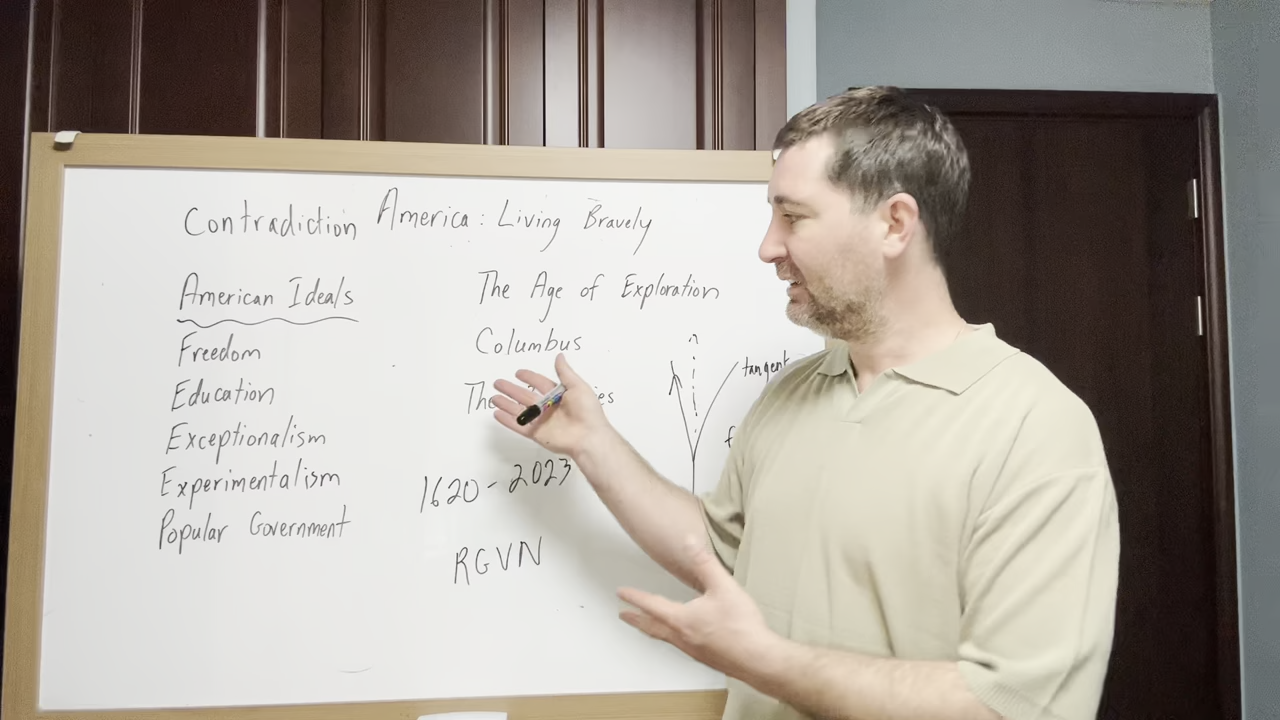 Contradiction America: Living Bravely
American Ideals
Freedom
Education
Exceptionalism
Experimentalism
Popular Government
The Age of Exploration
Columbus
The
1620-2023
RGVN
tangent